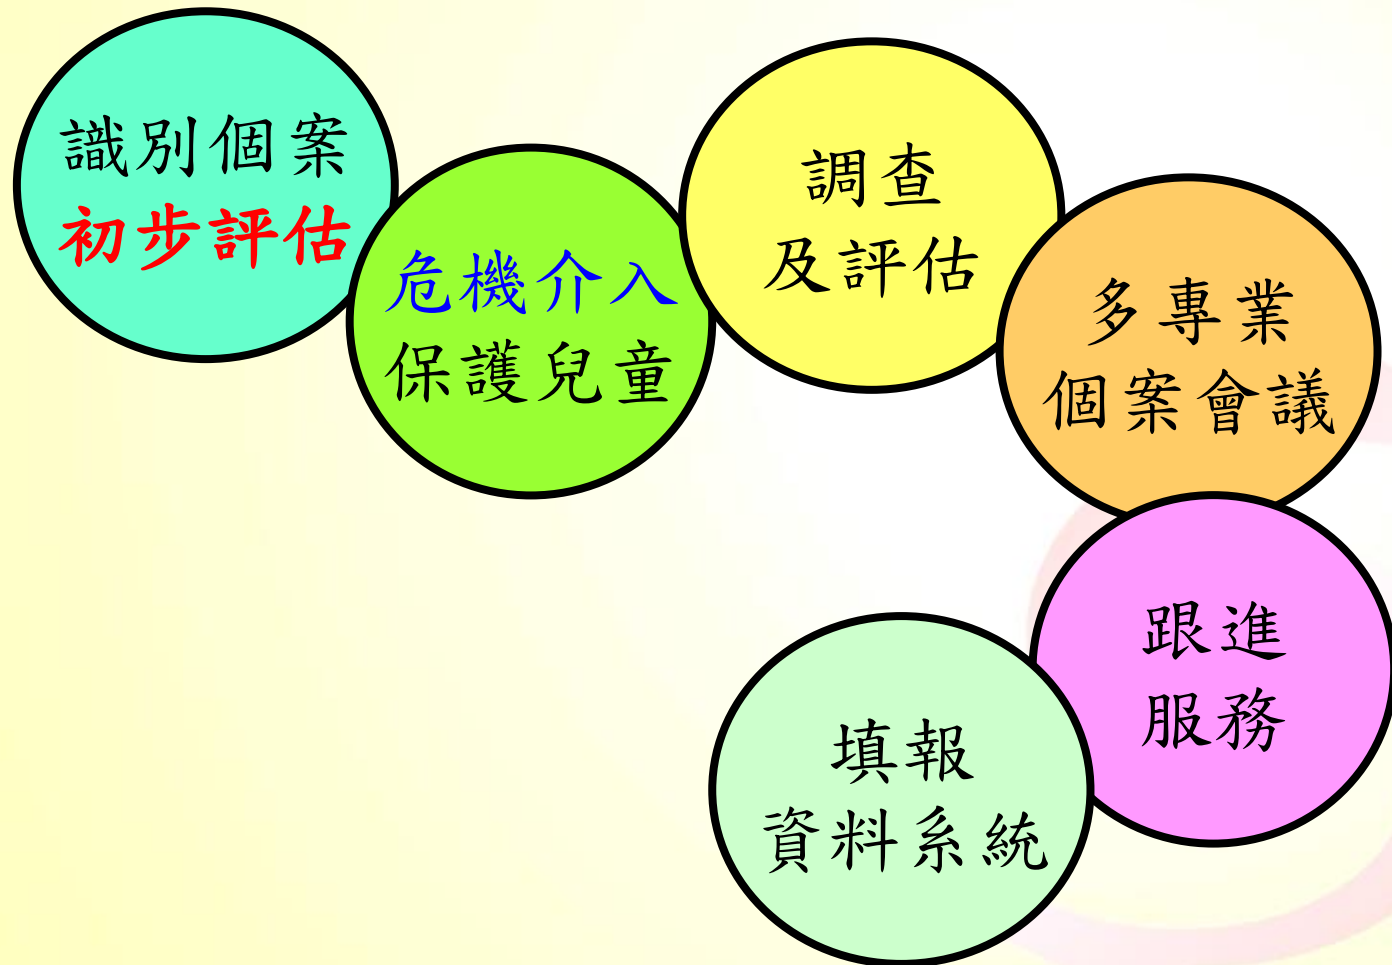 識別個案
初步評估
危機介入
保護兒童
調查
及評估
多專業
個案會議
跟進
服務
填報
資料系統